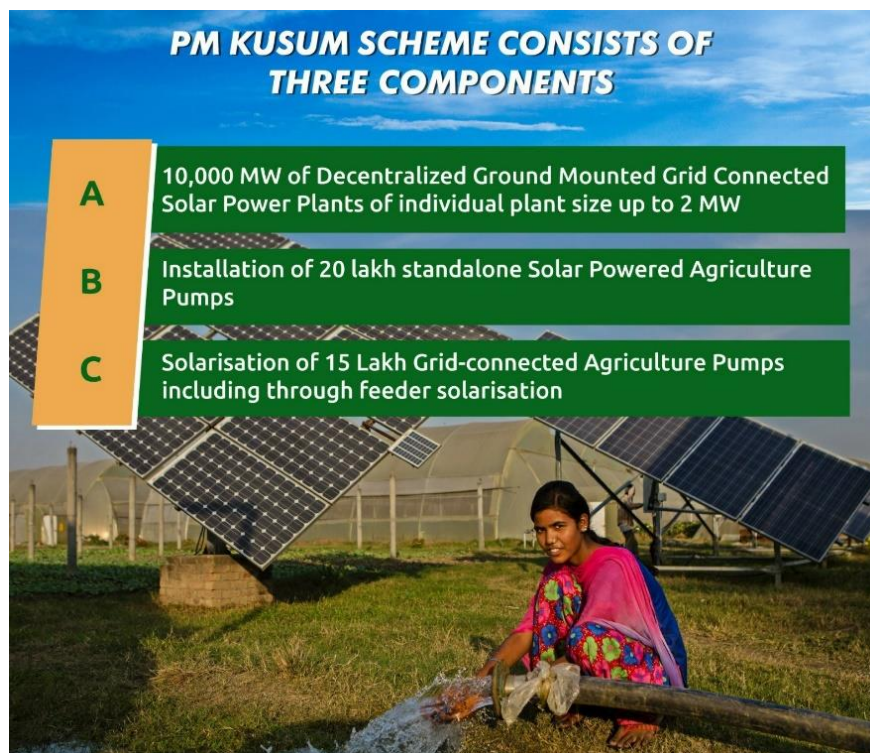 PM KUSUM SCHEME CONSISTS OF
THREE COMPONENTS
A
10,000 MW of Decentralized Ground Mounted Grid Connected
Solar Power Plants of individual plant size up to 2 MW
B
Installation of 20 lakh standalone Solar Powered Agriculture
Pumps
C
Solarisation of 15 Lakh Grid-connected Agriculture Pumps
including through feeder solarisation